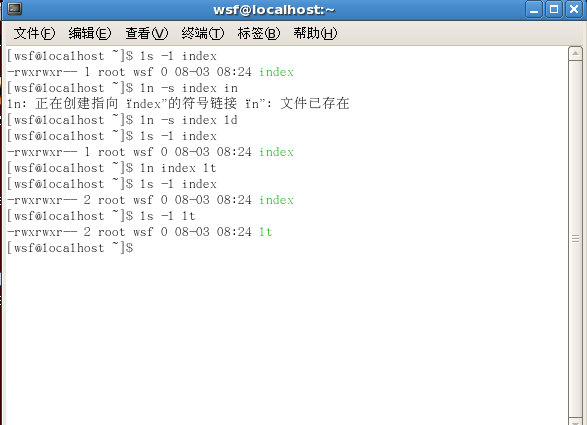 wsf@localhost:~
文件(F) 编辑(E) 查看(V) 终端(T) 标签(B) 帮助(H)
[wsf@localhost ~]$ ls -l index
-rwxrwxr-- 1 root wsf 0 08-03 08:24 index
[wsf@localhost ~]$ ln -s index in
ln: 正在创建指向“index”的符号链接“in”: 文件已存在
[wsf@localhost ~]$ ln -s index ld
[wsf@localhost ~]$ ls -l index
-rwxrwxr-- 1 root wsf 0 08-03 08:24 index
[wsf@localhost ~]$ ln index lt
[wsf@localhost ~]$ ls -l index
-rwxrwxr-- 2 root wsf 0 08-03 08:24 index
[wsf@localhost ~]$ ls -l lt
-rwxrwxr-- 2 root wsf 0 08-03 08:24 lt
[wsf@localhost ~]$